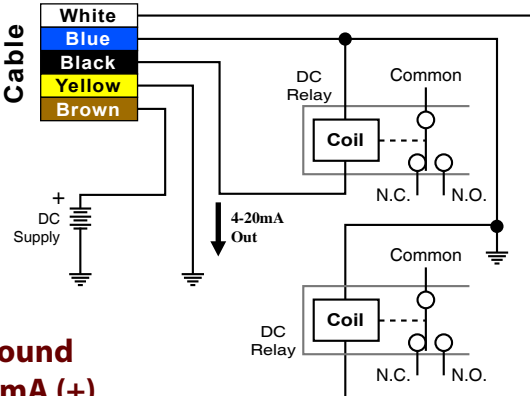 Cable
White
Blue
Black
Yellow
Brown
DC
Relay
Common
Coil
N.C.
N.O.
+
DC
Supply
4-20mA
Out
Common
Coil
DC
Relay
N.C.
N.O.
ound
mA (+)